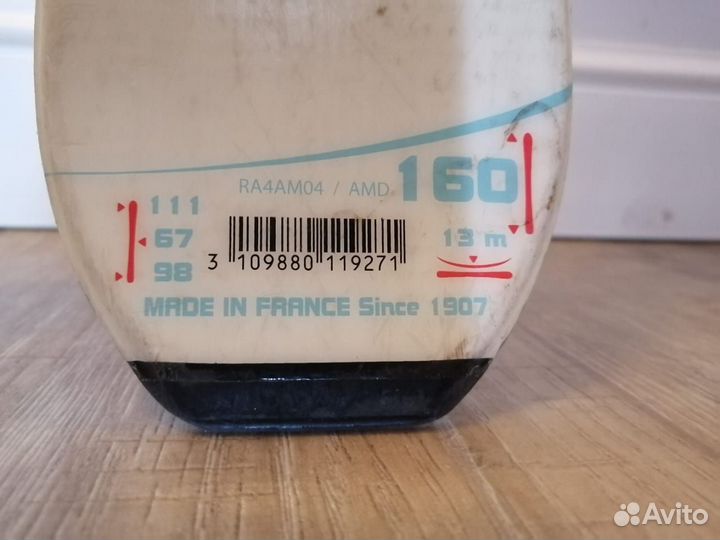 RA4AM04 / AMD 160
111
67
98
13 m
3 109880 119271
MADE IN FRANCE Since 1907
Avito